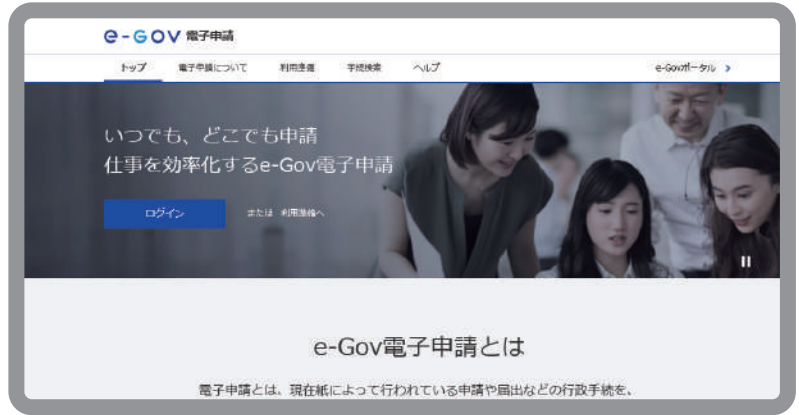 e-GOV 電子申請
トップ 電子申請について 利用準備 手続検索 ヘルプ e-Govポータル
いつでも、どこでも申請
仕事を効率化するe-Gov電子申請
ログイン または 利用準備へ
e-Gov電子申請とは
電子申請とは、現在紙によって行われている申請や届出などの行政手続を、